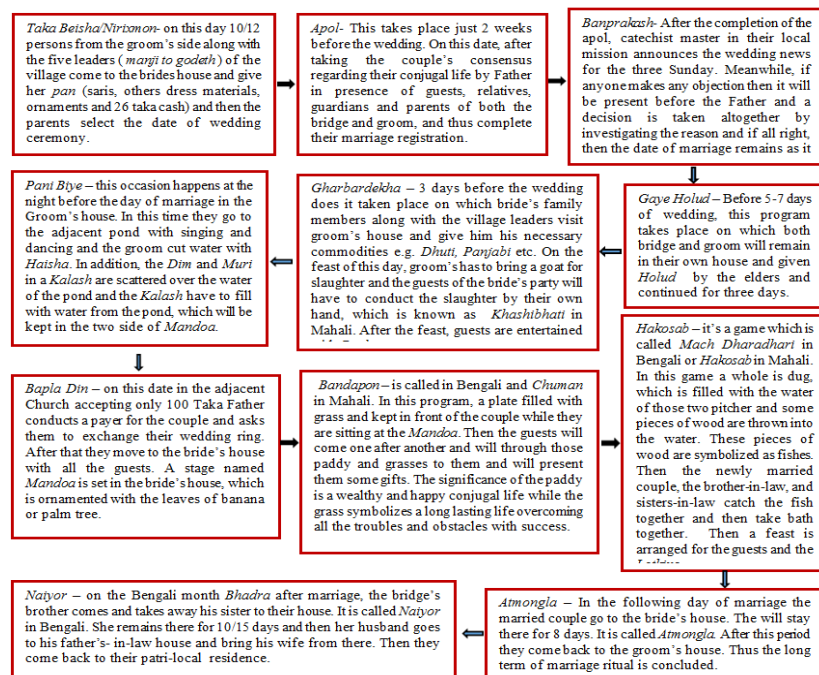 Taka Beisha/Nirixmon- on this day 10/12
persons from the groom's side along with
the five leaders ( manji to godeth ) of the
village come to the brides house and give
her pan (saris, others dress materials,
ornaments and 26 taka cash) and then the
parents select the date of wedding
ceremony.
Apol- This takes place just 2 weeks
before the wedding. On this date, after
taking the couple's consensus
regarding their conjugal life by Father
in presence of guests, relatives,
guardians and parents of both the
bridge and groom, and thus complete
their marriage registration.
Banprakash- After the completion of the
apol, catechist master in their local
mission announces the wedding news
for the three Sunday. Meanwhile, if
anyone makes any objection then it will
be present before the Father and a
decision is taken altogether by
investigating the reason and if all right,
then the date of marriage remains as it
Gaye Holud – Before 5-7 days
of wedding, this program
takes place on which both
bridge and groom will remain
in their own house and given
Holud by the elders and
continued for three days.
Gharbardekha – 3 days before the wedding
does it taken place on which bride's family
members along with the village leaders visit
groom's house and give him his necessary
commodities e.g. Dhuti, Panjabi etc. On the
feast of this day, groom's has to bring a goat for
slaughter and the guests of the bride's party
will have to conduct the slaughter by their own
hand, which is known as Khashibhati in
Mahali. After the feast, guests are entertained
Pani Biye – this occasion happens at the
night before the day of marriage in the
Groom's house. In this time they go to
the adjacent pond with singing and
dancing and the groom cut water with
Haisha. In addition, the Dim and Muri
in a Kalash are scattered over the water
of the pond and the Kalash have to fill
with water from the pond, which will be
kept in the two side of Mandoa.
Bapla Din – on this date in the adjacent
Church accepting only 100 Taka Father
conducts a payer for the couple and asks
them to exchange their wedding ring.
After that they move to the bride's house
with all the guests. A stage named
Mandoa is set in the bride's house, which
is ornamented with the leaves of banana
or palm tree.
Bandapon – is called in Bengali and Chuman
in Mahali. In this program, a plate filled with
grass and kept in front of the couple while they
are sitting at the Mandoa. Then the guests will
come one after another and will through those
paddy and grasses to them and will present
them some gifts. The significance of the paddy
is a wealthy and happy conjugal life while the
grass symbolizes a long lasting life overcoming
all the troubles and obstacles with success.
Hakosab – it's a game which is
called Mach Dharadhari in
Bengali or Hakosab in Mahali.
In this game a whole is dug,
which is filled with the water
of those two pitcher and some
pieces of wood are thrown into
the water. These pieces of
wood are symbolized as fishes.
Then the newly married
couple, the brother-in-law, and
sisters-in-law catch the fish
together and then take bath
together. Then a feast is
arranged for the guests and the
Atmongla – In the following day of marriage the
married couple go to the bride's house. The will stay
there for 8 days. It is called Atmongla. After this period
they come back to the groom's house. Thus the long
term of marriage ritual is concluded.
Naiyor – on the Bengali month Bhadra after marriage, the bridge's
brother comes and takes away his sister to their house. It is called Naiyor
in Bengali. She remains there for 10/15 days and then her husband goes
to his father's- in-law house and bring his wife from there. Then they
come back to their patri-local residence.